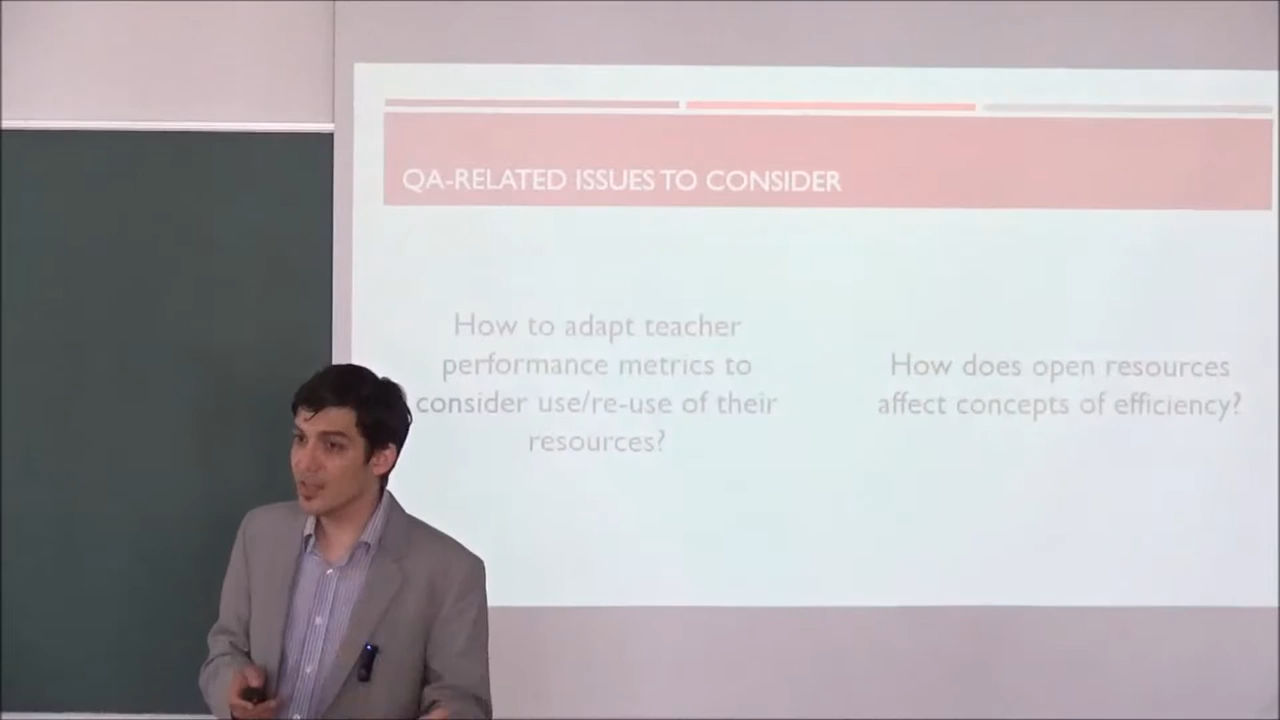 QA-RELATED ISSUES TO CONSIDER
How to adapt teacher
performance metrics to
consider use/re-use of their
resources?
How does open resources
affect concepts of efficiency?